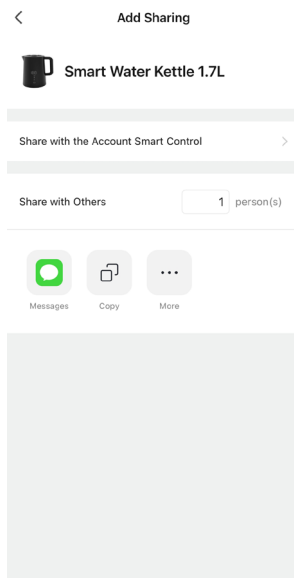 Add Sharing
Smart Water Kettle 1.7L
Share with the Account Smart Control
Share with Others 1 person(s)
Messages Copy More